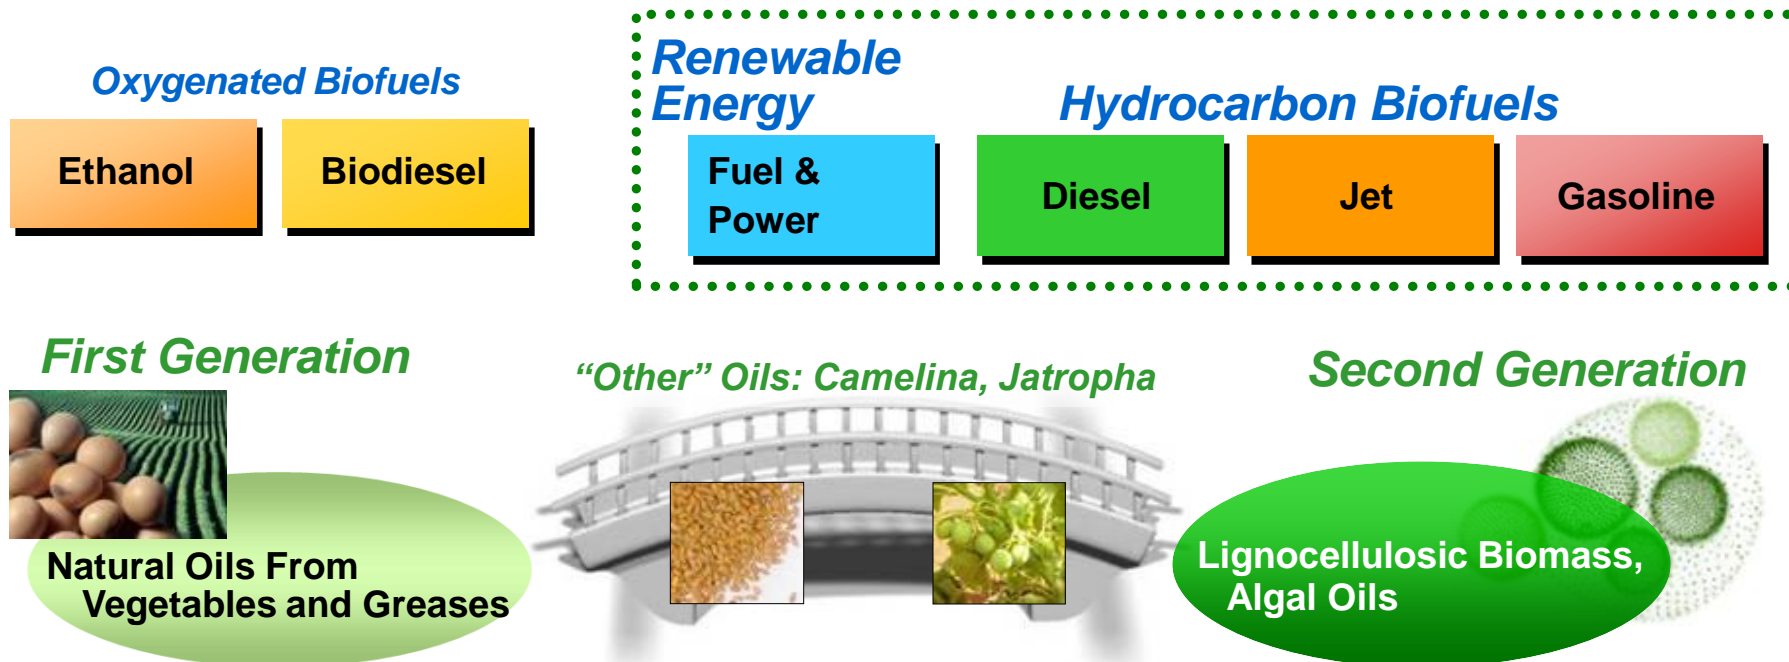 Oxygenated Biofuels
Ethanol
Biodiesel
Renewable
Energy
Hydrocarbon Biofuels
Fuel &
Power
Diesel
Jet
Gasoline
First Generation
“Other” Oils: Camelina, Jatropha
Second Generation
Natural Oils From
Vegetables and Greases
Lignocellulosic Biomass,
Algal Oils